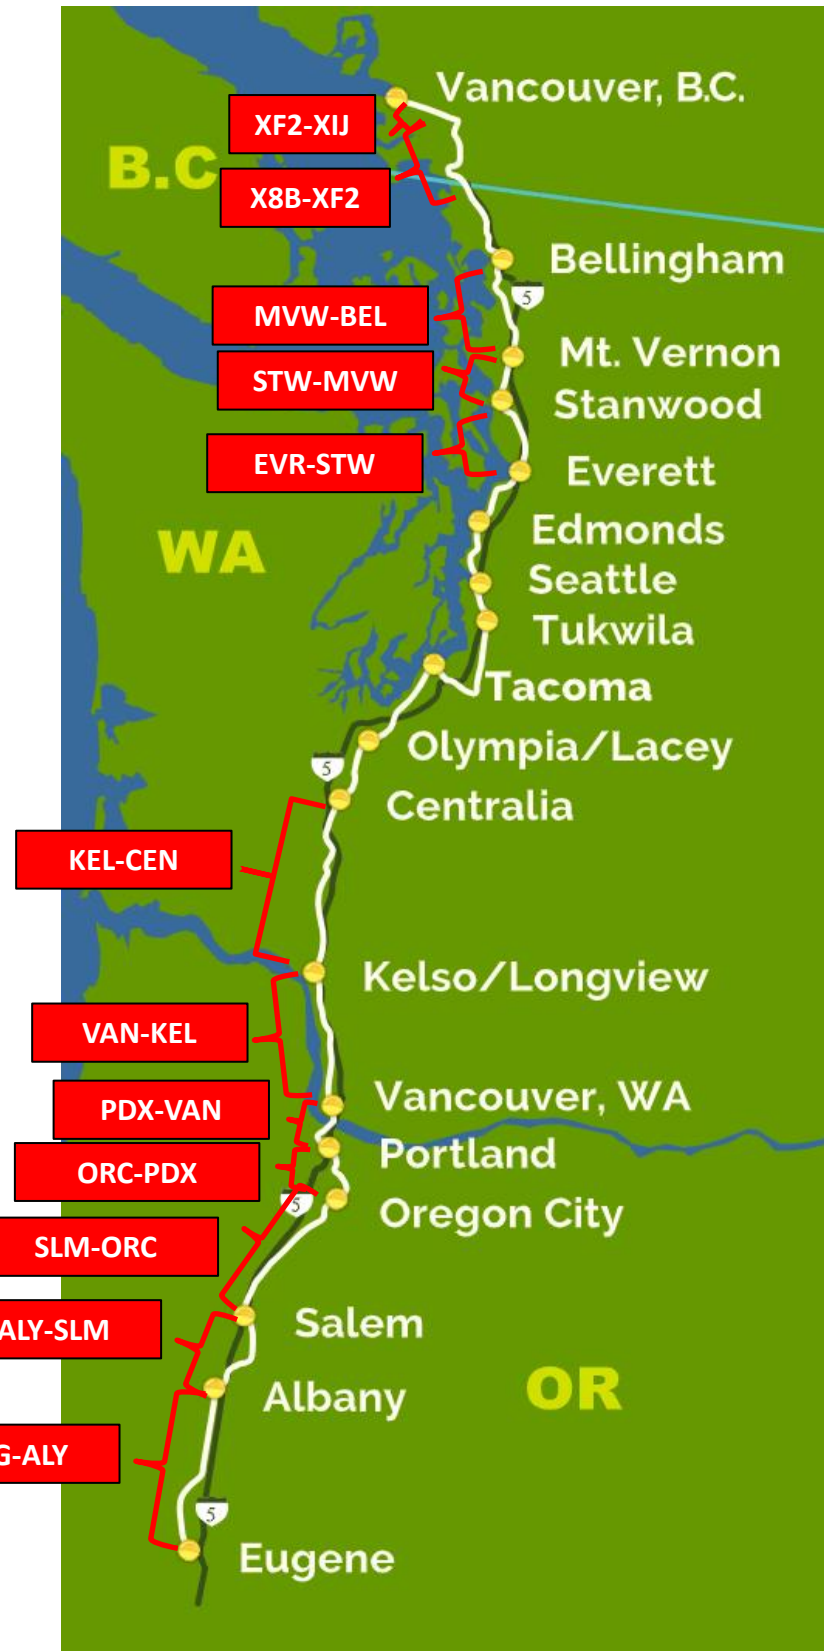 Vancouver, B.C.
XF2-XIJ
B.C
X8B-XF2
Bellingham
5
MVW-BEL
Mt. Vernon
STW-MVW
Stanwood
EVR-STW
Everett
Edmonds
WA
Seattle
Tukwila
Tacoma
Olympia/Lacey
5
Centralia
KEL-CEN
Kelso/Longview
VAN-KEL
Vancouver, WA
PDX-VAN
Portland
ORC-PDX
5
Oregon City
SLM-ORC
Salem
ALY-SLM
OR
Albany
G-ALY
5
Eugene